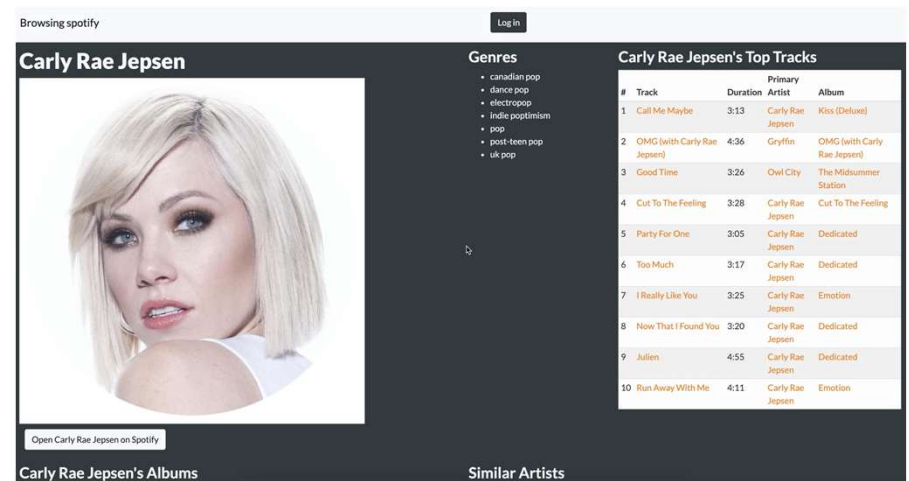 Browsing spotify
Log in
Carly Rae Jepsen
Genres
canadian pop
dance pop
electropop
indie poptimism
pop
post-teen pop
uk pop
Carly Rae Jepsen's Top Tracks
# Track Duration Primary Artist Album
1 Call Me Maybe 3:13 Carly Rae Jepsen Kiss (Deluxe)
2 OMG (with Carly Rae Jepsen) 4:36 Gryffin OMG (with Carly Rae Jepsen)
3 Good Time 3:26 Owl City The Midsummer Station
4 Cut To The Feeling 3:28 Carly Rae Jepsen Cut To The Feeling
5 Party For One 3:05 Carly Rae Jepsen Dedicated
6 Too Much 3:17 Carly Rae Jepsen Dedicated
7 I Really Like You 3:25 Carly Rae Jepsen Emotion
8 Now That I Found You 3:20 Carly Rae Jepsen Dedicated
9 Julien 4:55 Carly Rae Jepsen Dedicated
10 Run Away With Me 4:11 Carly Rae Jepsen Emotion
Open Carly Rae Jepsen on Spotify
Carly Rae Jepsen's Albums
Similar Artists